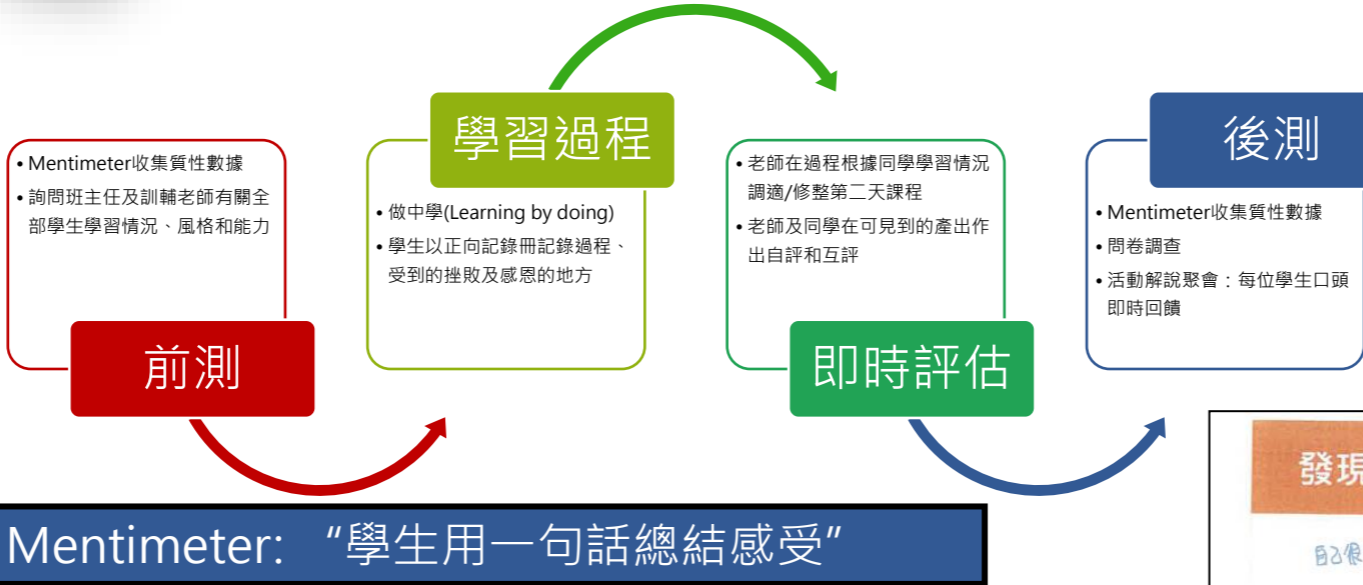 • Mentimeter收集質性數據
• 詢問班主任及訓輔老師有關全
部學生學習情況、風格和能力
前測
學習過程
• 做中學(Learning by doing)
• 學生以正向記錄冊記錄過程、
受到的挫敗及感恩的地方
• 老師在過程根據同學學習情況
調適/修整第二天課程
• 老師及同學在可見到的產出作
出自評和互評
即時評估
後測
• Mentimeter收集質性數據
• 問卷調查
• 活動解說聚會：每位學生口頭
即時回饋
Mentimeter: “學生用一句話總結感受”
發現
自己很